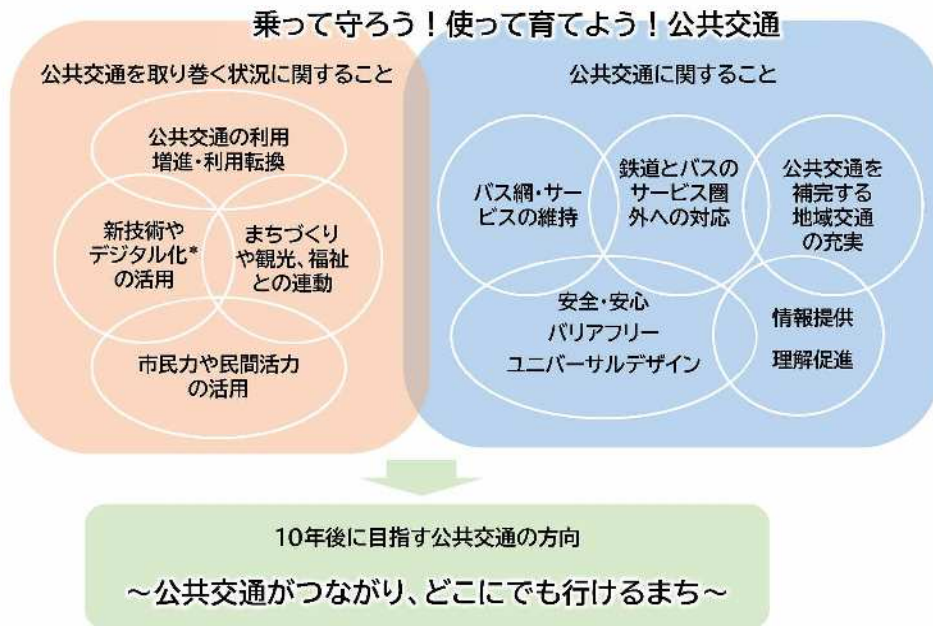 乗って守ろう！使って育てよう！公共交通
公共交通を取り巻く状況に関すること
公共交通の利用
増進・利用転換
新技術や
デジタル化*
の活用
まちづくり
や観光、福祉
との連動
市民力や民間活力
の活用
公共交通に関すること
バス網・サー
ビスの維持
鉄道とバスの
サービス圏
外への対応
公共交通を
補完する
地域交通
の充実
安全・安心
バリアフリー
ユニバーサルデザイン
情報提供
理解促進
10年後に目指す公共交通の方向
～公共交通がつながり、どこにでも行けるまち～